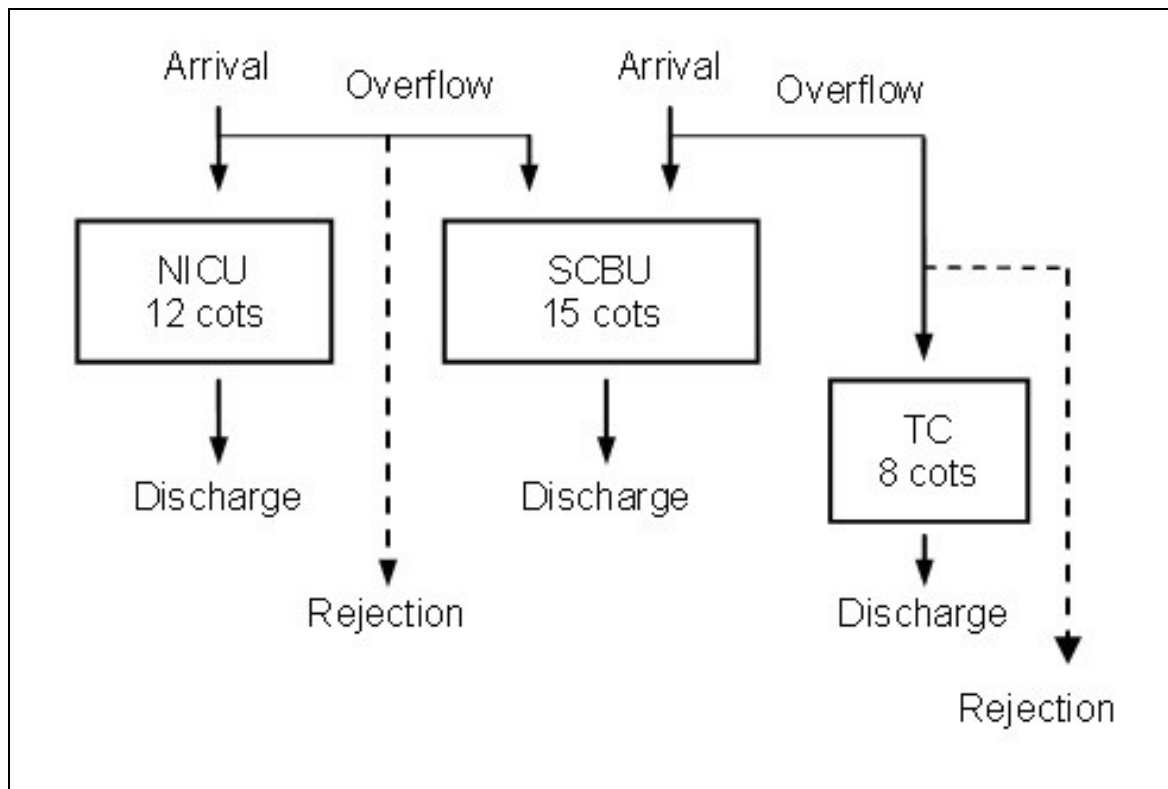 Arrival
Overflow
Arrival
Overflow
NICU
12 cots
SCBU
15 cots
TC
8 cots
Discharge
Discharge
Rejection
Discharge
Rejection